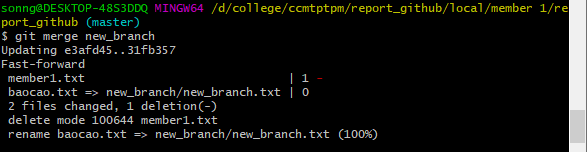 sonng@DESKTOP-48S3DDQ MINGW64 /d/college/ccmtptpm/report_github/local/member 1/re
port_github (master)
$ git merge new_branch
Updating e3afd45..31fb357
Fast-forward
 member1.txt                         | 1 -
 baocao.txt => new_branch/new_branch.txt | 0
 2 files changed, 1 deletion(-)
 delete mode 100644 member1.txt
 rename baocao.txt => new_branch/new_branch.txt (100%)